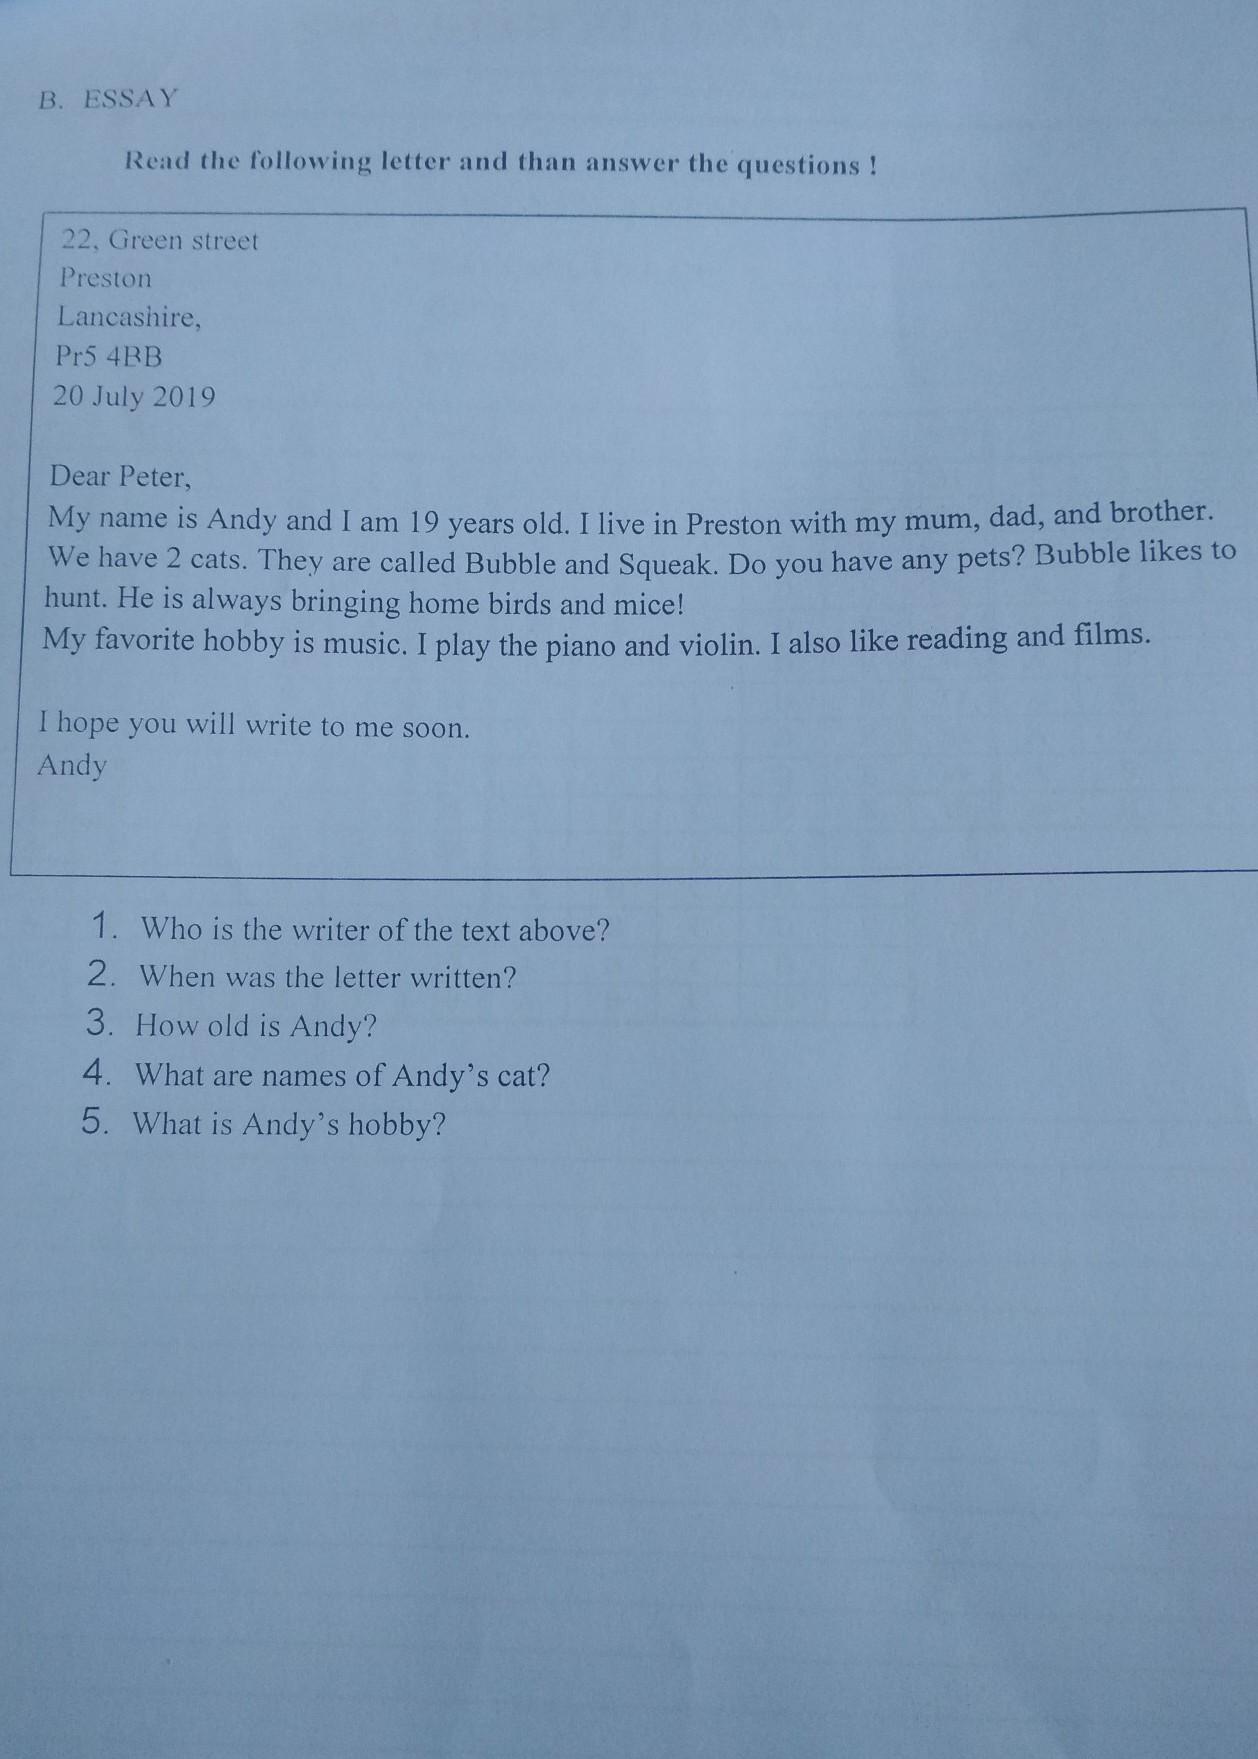 B. ESSAY
Read the following letter and than answer the questions !
22, Green street
Preston
Lancashire,
Pr5 4BB
20 July 2019
Dear Peter,
My name is Andy and I am 19 years old. I live in Preston with my mum, dad, and brother.
We have 2 cats. They are called Bubble and Squeak. Do you have any pets? Bubble likes to
hunt. He is always bringing home birds and mice!
My favorite hobby is music. I play the piano and violin. I also like reading and films.
I hope you will write to me soon.
Andy
1. Who is the writer of the text above?
2. When was the letter written?
3. How old is Andy?
4. What are names of Andy’s cat?
5. What is Andy’s hobby?